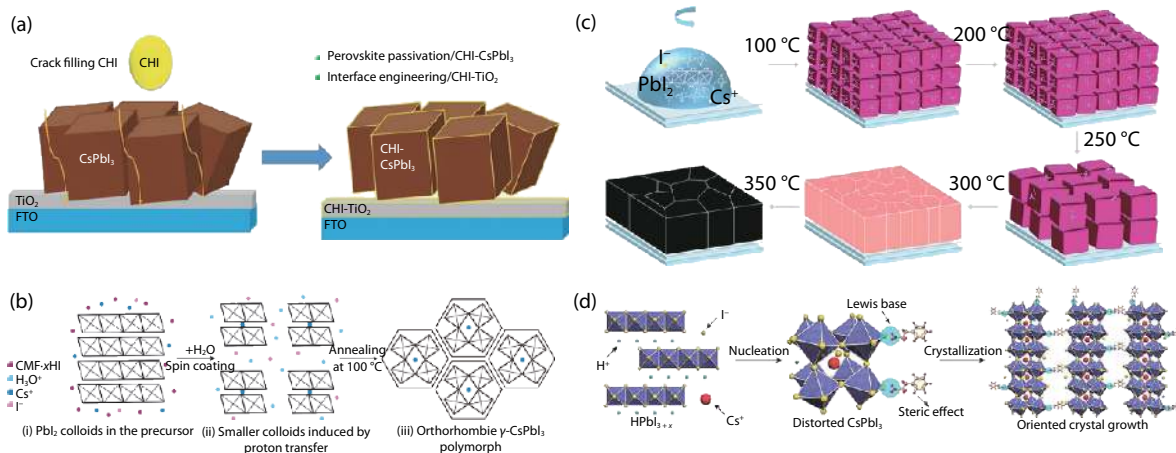 (a)
Crack filling CHI
CHI
Perovskite passivation/CHI-CsPbI₃
Interface engineering/CHI-TiO₂
CsPbI₃
TiO₂
FTO
CHI-
CsPbI₃
CHI-TiO₂
FTO
(b)
CMF·xHI
H₃O⁺
Cs⁺
I⁻
+H₂O
Spin coating
Annealing
at 100 °C
(i) PbI₂ colloids in the precursor
(ii) Smaller colloids induced by
proton transfer
(iii) Orthorhombie γ-CsPbI₃
polymorph
(c)
I⁻
PbI₂
Cs⁺
100 °C
200 °C
250 °C
300 °C
350 °C
(d)
H⁺
I⁻
HPbI₃₊ₓ
Cs⁺
Nucleation
Lewis base
Steric effect
Distorted CsPbI₃
Crystallization
Oriented crystal growth